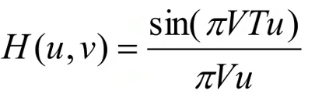 H(u,v) = sin(πVTu) / πVu